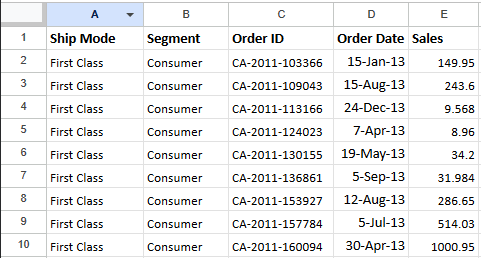 A B C D E
1 Ship Mode Segment Order ID Order Date Sales
2 First Class Consumer CA-2011-103366 15-Jan-13 149.95
3 First Class Consumer CA-2011-109043 15-Aug-13 243.6
4 First Class Consumer CA-2011-113166 24-Dec-13 9.568
5 First Class Consumer CA-2011-124023 7-Apr-13 8.96
6 First Class Consumer CA-2011-130155 19-May-13 34.2
7 First Class Consumer CA-2011-136861 5-Sep-13 31.984
8 First Class Consumer CA-2011-153927 12-Aug-13 286.65
9 First Class Consumer CA-2011-157784 5-Jul-13 514.03
10 First Class Consumer CA-2011-160094 30-Apr-13 1000.95